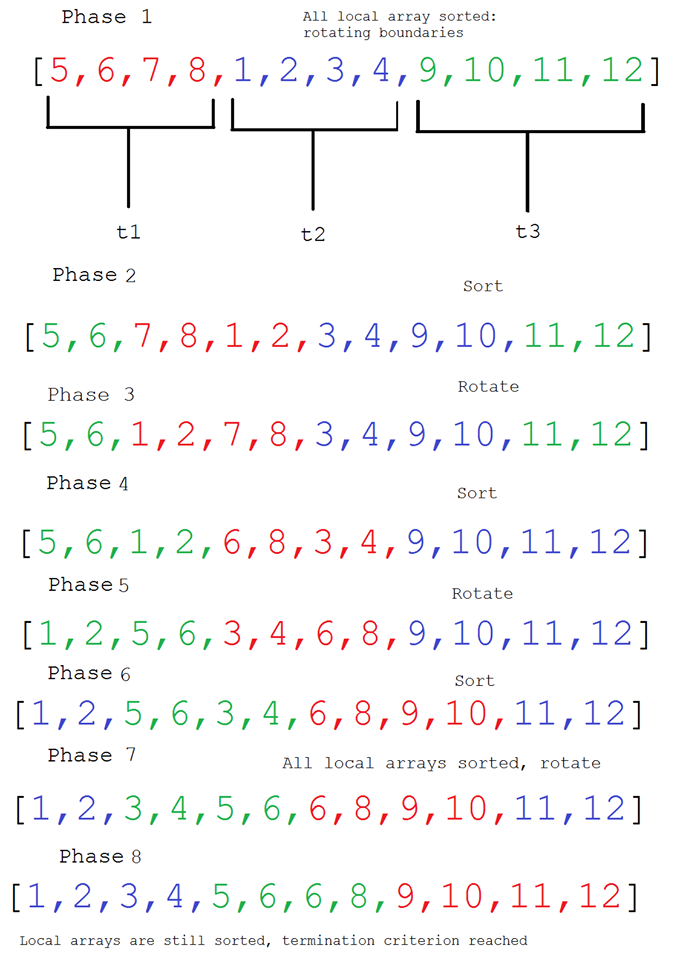 Phase 1
All local array sorted:
rotating boundaries
[5,6,7,8,1,2,3,4,9,10,11,12]
t1 t2 t3
Phase 2
Sort
[5,6,7,8,1,2,3,4,9,10,11,12]
Phase 3
Rotate
[5,6,1,2,7,8,3,4,9,10,11,12]
Phase 4
Sort
[5,6,1,2,6,8,3,4,9,10,11,12]
Phase 5
Rotate
[1,2,5,6,3,4,6,8,9,10,11,12]
Phase 6
Sort
[1,2,5,6,3,4,6,8,9,10,11,12]
Phase 7
All local arrays sorted, rotate
[1,2,3,4,5,6,6,8,9,10,11,12]
Phase 8
[1,2,3,4,5,6,6,8,9,10,11,12]
Local arrays are still sorted, termination criterion reached